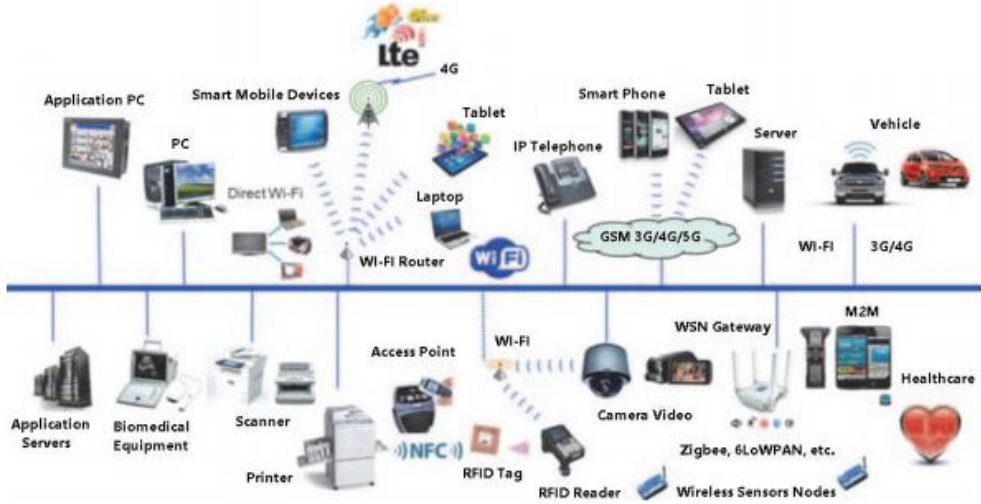 Lte
4G
Application PC
Smart Mobile Devices
Smart Phone
Tablet
Tablet
PC
IP Telephone
Server
Vehicle
Direct Wi-Fi
Laptop
WI-FI Router
Wi Fi
GSM 3G/4G/5G
WI-FI
3G/4G
Application
Servers
Biomedical
Equipment
Scanner
Printer
Access Point
NFC
RFID Tag
WI-FI
RFID Reader
Camera Video
WSN Gateway
M2M
Healthcare
Zigbee, 6LoWPAN, etc.
Wireless Sensors Nodes